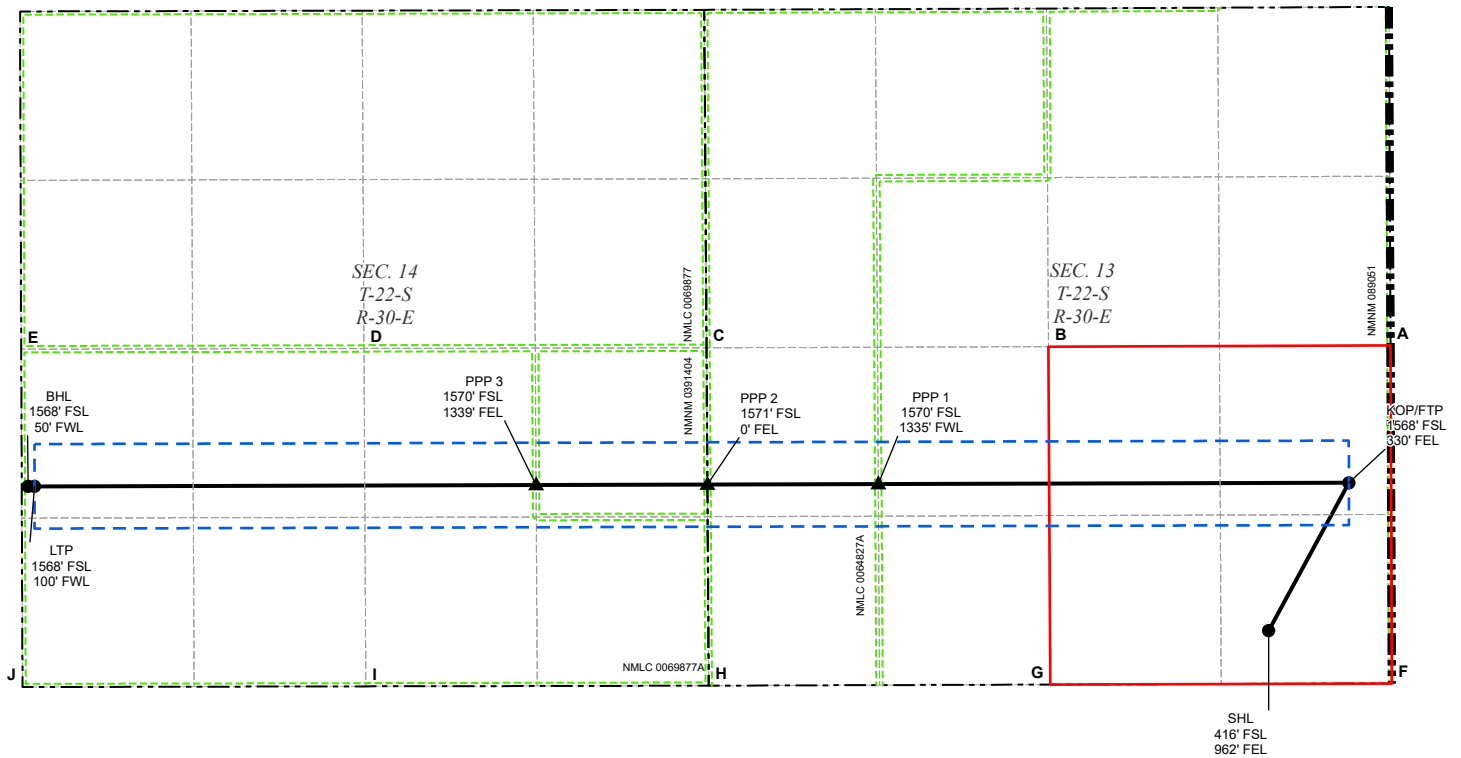 SEC. 14
T-22-S
R-30-E
NMLC 0069877
SEC. 13
T-22-S
R-30-E
NMNM 089051
E
D
C
B
A
BHL
1568' FSL
50' FWL
PPP 3
1570' FSL
1339' FEL
NMNM 0391404
PPP 2
1571' FSL
0' FEL
PPP 1
1570' FSL
1335' FWL
KOP/FTP
1568' FSL
330' FEL
LTP
1568' FSL
100' FWL
NMLC 0064827A
J
I
NMLC 0069877A
H
G
F
SHL
416' FSL
962' FEL